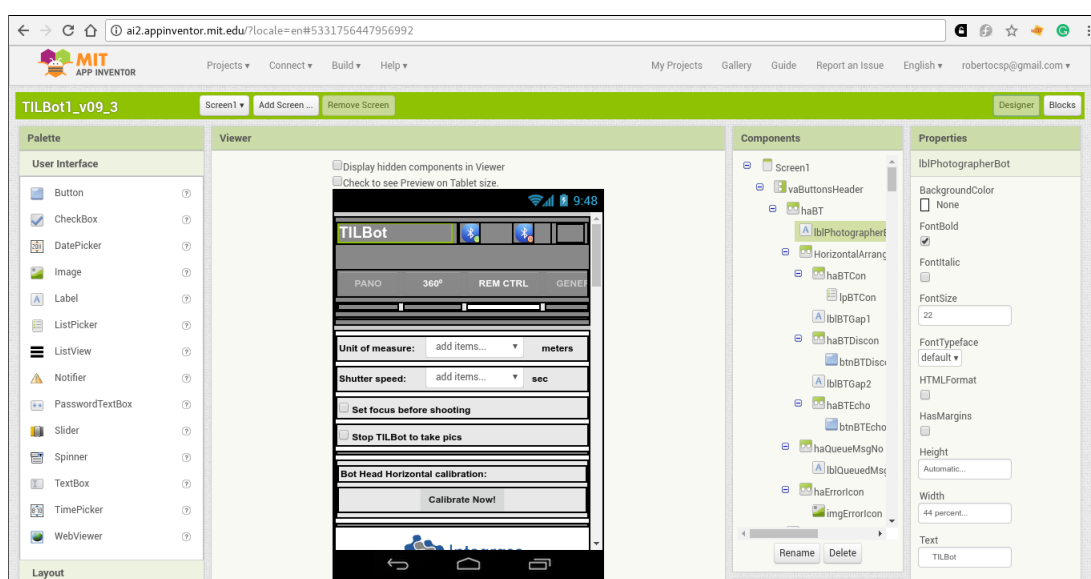 ai2.appinventor.mit.edu/?locale=en#5331756447956992
MIT
APP INVENTOR
Projects ▾ Connect ▾ Build ▾ Help ▾
My Projects Gallery Guide Report an Issue English ▾ robertocsp@gmail.com ▾
TILBot1_v09_3
Screen1 ▾ Add Screen ... Remove Screen
Designer Blocks
Palette
User Interface
Button
CheckBox
DatePicker
Image
Label
ListPicker
ListView
Notifier
PasswordTextBox
Slider
Spinner
TextBox
TimePicker
WebViewer
Layout
Viewer
Display hidden components in Viewer
Check to see Preview on Tablet size.
9:48
TILBot
PANO 360º REM CTRL GENER
Unit of measure: add items... meters
Shutter speed: add items... sec
Set focus before shooting
Stop TILBot to take pics
Bot Head Horizontal calibration:
Calibrate Now!
Components
Screen1
vaButtonsHeader
haBT
lblPhotographerB
HorizontalArrang
haBTCon
lpBTCon
lblBTGap1
haBTDiscon
btnBTDisco
lblBTGap2
haBTEcho
btnBTEcho
haQueueMsgNo
lblQueuedMsg
haErrorIcon
imgErrorIcon
Rename Delete
Properties
lblPhotographerBot
BackgroundColor
None
FontBold
FontItalic
FontSize
22
FontTypeface
default ▾
HTMLFormat
HasMargins
Height
Automatic...
Width
44 percent...
Text
TILBot